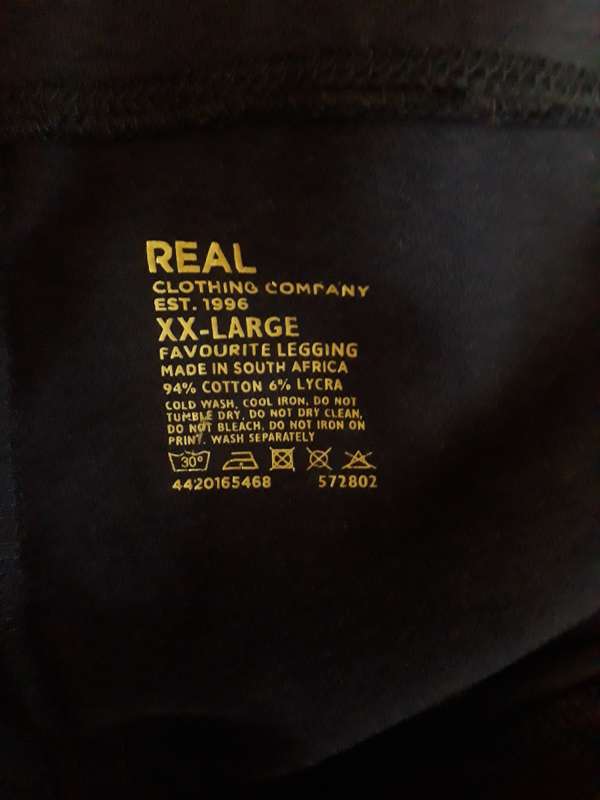 REAL
CLOTHING COMPANY
EST. 1996
XX-LARGE
FAVOURITE LEGGING
MADE IN SOUTH AFRICA
94% COTTON 6% LYCRA
COLD WASH, COOL IRON, DO NOT
TUMBLE DRY, DO NOT DRY CLEAN,
DO NOT BLEACH, DO NOT IRON ON
PRINT. WASH SEPARATELY
30°
4420165468 572802